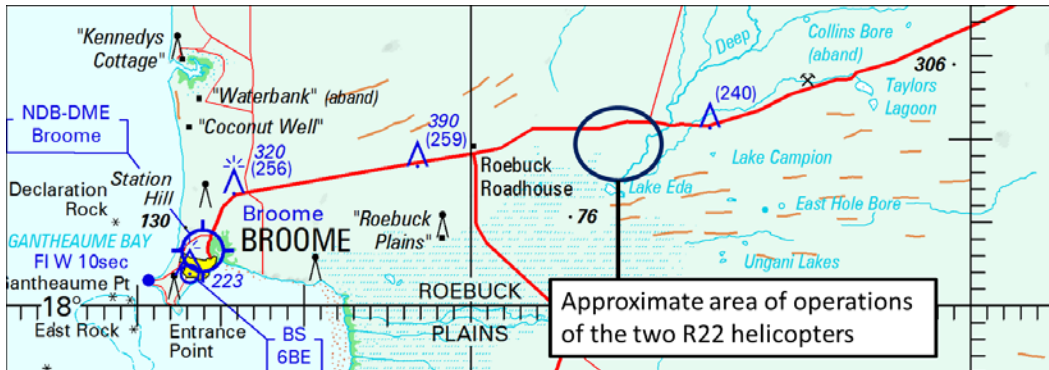 "Kennedys
Cottage"
Deep
Collins Bore
(aband)
306
NDB-DME
Broome
"Waterbank" (aband)
"Coconut Well"
(240)
Taylors
Lagoon
390
(259)
320
(256)
Roebuck
Roadhouse
Lake Campion
Declaration
Rock
Station
Hill
130
Lake Eda
76
East Hole Bore
Broome
BROOME
"Roebuck
Plains"
GANTHEAUME BAY
Fl W 10sec
Gantheaume Pt
223
Ungani Lakes
18°
ROEBUCK
PLAINS
East Rock
Entrance
Point
BS
6BE
Approximate area of operations
of the two R22 helicopters